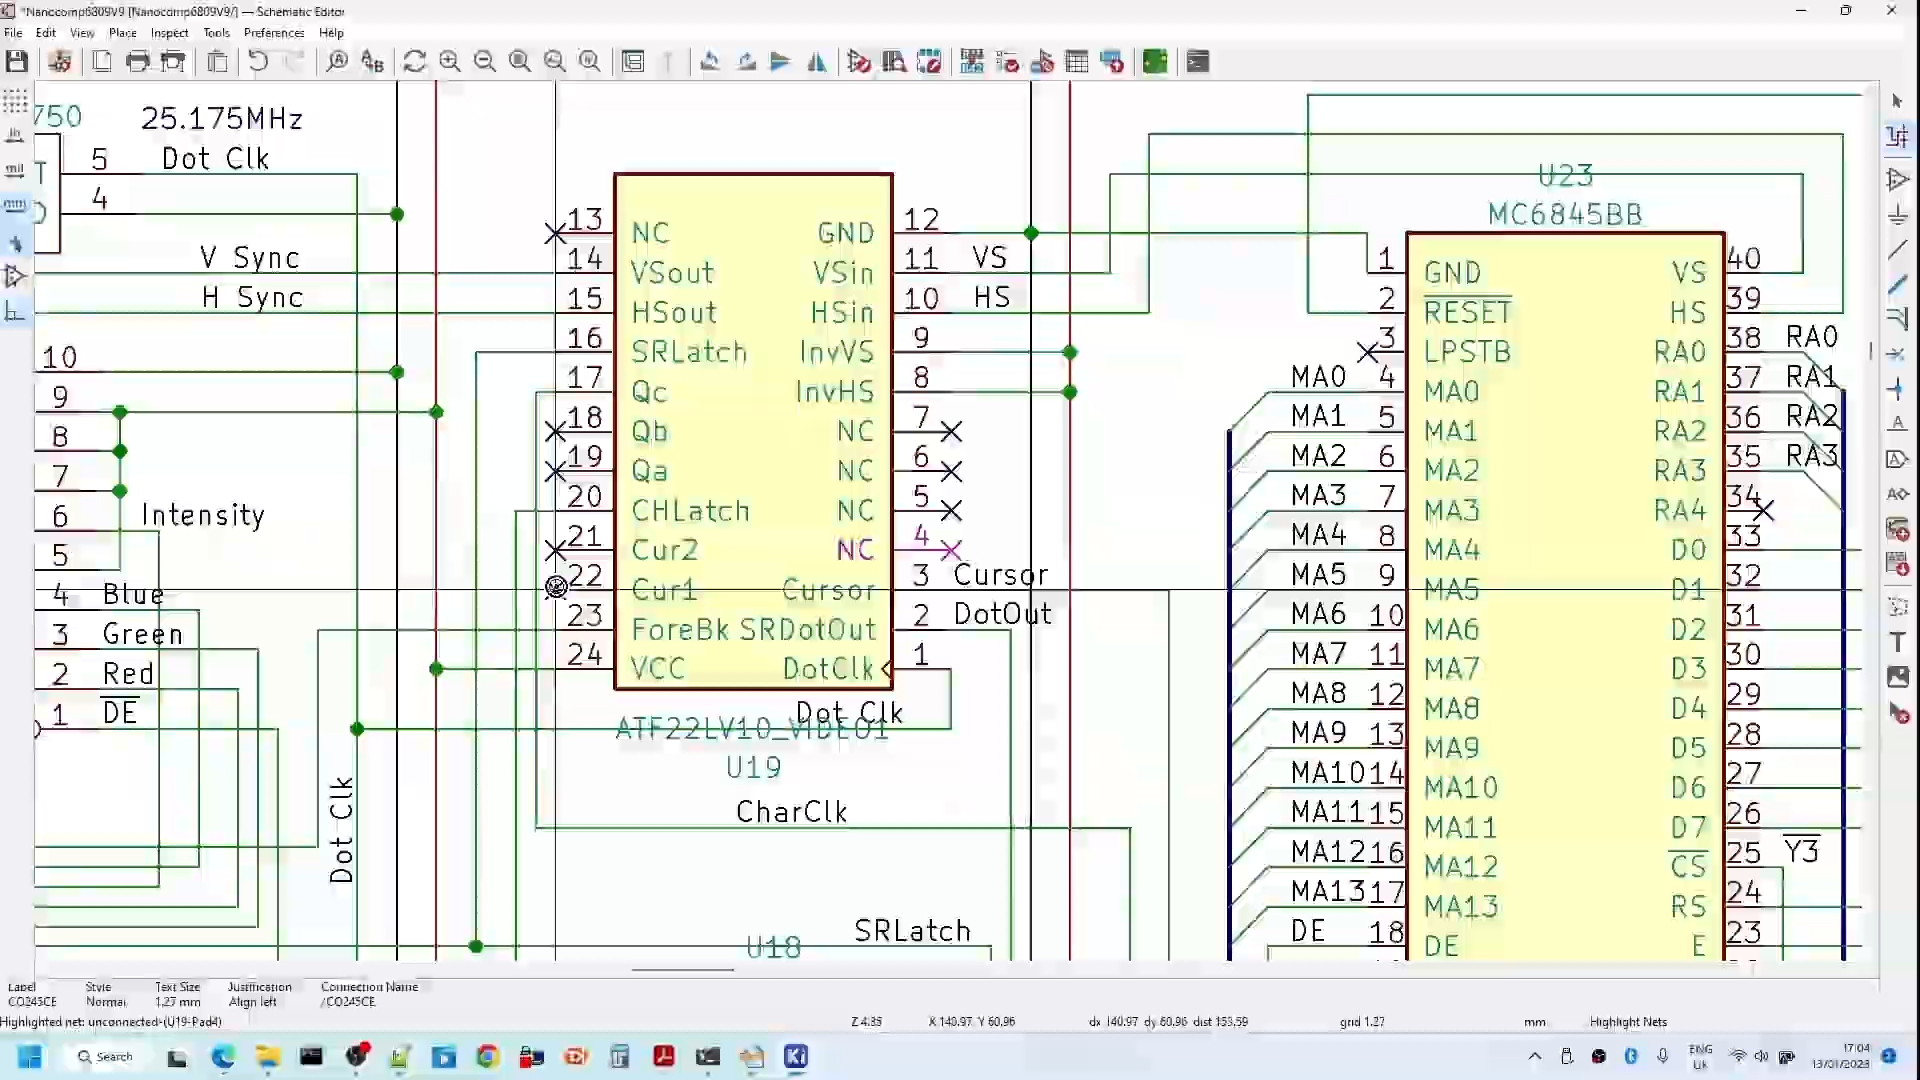 *Nanocomp6809V9 [Nanocomp6809V9/] — Schematic Editor
File Edit View Place Inspect Tools Preferences Help
750
25.175MHz
5 Dot Clk
4
V Sync
H Sync
10
9
8
7
6 Intensity
5
4 Blue
3 Green
2 Red
1 DE
Dot Clk
13 NC GND 12
14 VSout VSin 11 VS
15 HSout HSin 10 HS
16 SRLatch InvVS 9
17 Qc InvHS 8
18 Qb NC 7
19 Qa NC 6
20 CHLatch NC 5
21 Cur2 NC 4
22 Cur1 Cursor 3 Cursor
23 ForeBk SRDotOut 2 DotOut
24 VCC DotClk 1
Dot Clk
ATF22LV10_VIDEO1
U19
CharClk
SRLatch
U18
U23
MC6845BB
1 GND VS 40
2 RESET HS 39
3 LPSTB RA0 38 RA0
MA0 4 MA0 RA1 37 RA1
MA1 5 MA1 RA2 36 RA2
MA2 6 MA2 RA3 35 RA3
MA3 7 MA3 RA4 34
MA4 8 MA4 D0 33
MA5 9 MA5 D1 32
MA6 10 MA6 D2 31
MA7 11 MA7 D3 30
MA8 12 MA8 D4 29
MA9 13 MA9 D5 28
MA10 14 MA10 D6 27
MA11 15 MA11 D7 26
MA12 16 MA12 CS 25 Y3
MA13 17 MA13 RS 24
DE 18 DE E 23
Label Style Text Size Justification Connection Name
CO245CE Normal 1.27 mm Align left /CO245CE
Highlighted net: unconnected-(U19-Pad4) Z 4.35 X 140.97 Y 60.96 dx 140.97 dy 60.96 dist 153.59 grid 1.27 mm Highlight Nets
Search
ENG
UK
17:04
13/01/2023